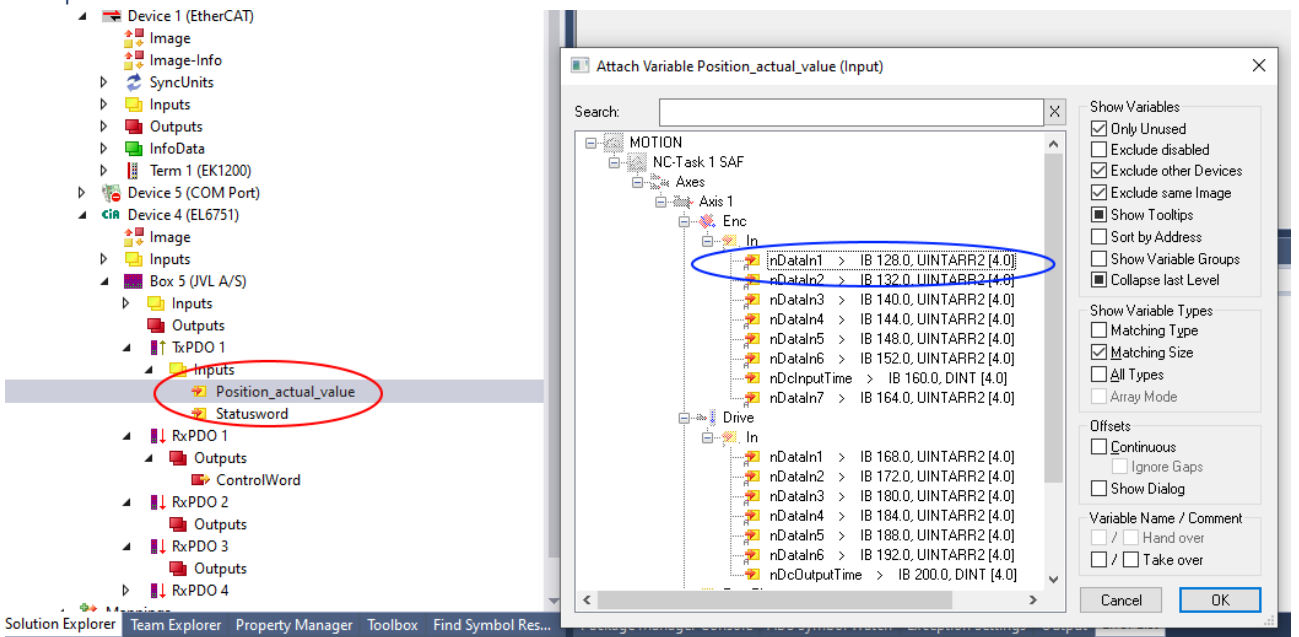 Device 1 (EtherCAT)
Image
Image-Info
SyncUnits
Inputs
Outputs
InfoData
Term 1 (EK1200)
Device 5 (COM Port)
CiA Device 4 (EL6751)
Image
Inputs
Box 5 (JVL A/S)
Inputs
Outputs
TxPDO 1
Inputs
Position_actual_value
Statusword
RxPDO 1
Outputs
ControlWord
RxPDO 2
Outputs
RxPDO 3
Outputs
RxPDO 4
Mappings
Solution Explorer Team Explorer Property Manager Toolbox Find Symbol Res...
Attach Variable Position_actual_value (Input)
Search:
MOTION
NC-Task 1 SAF
Axes
Axis 1
Enc
In
nDataIn1 > IB 128.0, UINTARR2 [4.0]
nDataIn2 > IB 132.0, UINTARR2 [4.0]
nDataIn3 > IB 140.0, UINTARR2 [4.0]
nDataIn4 > IB 144.0, UINTARR2 [4.0]
nDataIn5 > IB 148.0, UINTARR2 [4.0]
nDataIn6 > IB 152.0, UINTARR2 [4.0]
nDcInputTime > IB 160.0, DINT [4.0]
nDataIn7 > IB 164.0, UINTARR2 [4.0]
Drive
In
nDataIn1 > IB 168.0, UINTARR2 [4.0]
nDataIn2 > IB 172.0, UINTARR2 [4.0]
nDataIn3 > IB 180.0, UINTARR2 [4.0]
nDataIn4 > IB 184.0, UINTARR2 [4.0]
nDataIn5 > IB 188.0, UINTARR2 [4.0]
nDataIn6 > IB 192.0, UINTARR2 [4.0]
nDcOutputTime > IB 200.0, DINT [4.0]
Show Variables
Only Unused
Exclude disabled
Exclude other Devices
Exclude same Image
Show Tooltips
Sort by Address
Show Variable Groups
Collapse last Level
Show Variable Types
Matching Type
Matching Size
All Types
Array Mode
Offsets
Continuous
Ignore Gaps
Show Dialog
Variable Name / Comment
/ Hand over
/ Take over
Cancel OK